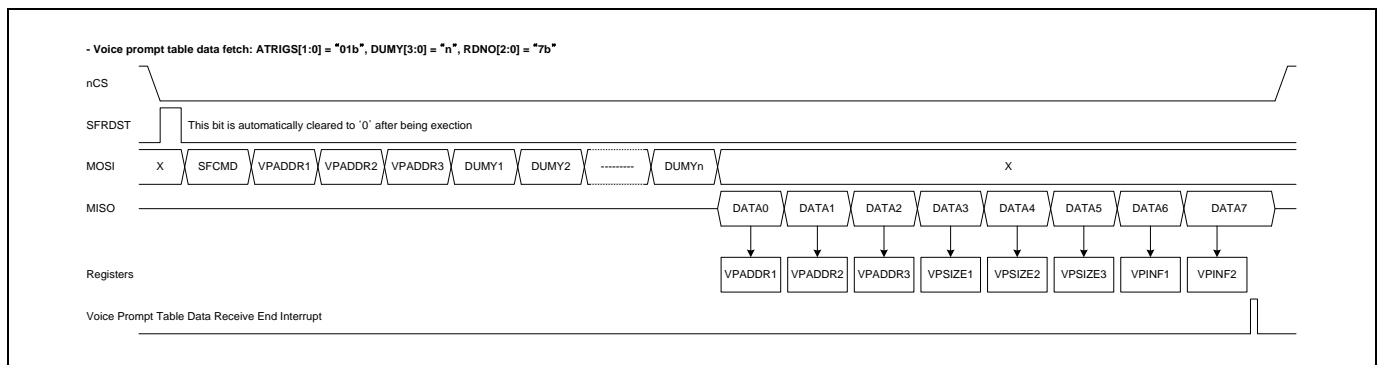 - Voice prompt table data fetch: ATRIGS[1:0] = “01b”, DUMY[3:0] = “n”, RDNO[2:0] = “7b”
nCS
SFRDST This bit is automatically cleared to ‘0’ after being exection
MOSI X SFCMD VPADDR1 VPADDR2 VPADDR3 DUMY1 DUMY2 --------- DUMYn X
MISO DATA0 DATA1 DATA2 DATA3 DATA4 DATA5 DATA6 DATA7
Registers VPADDR1 VPADDR2 VPADDR3 VPSIZE1 VPSIZE2 VPSIZE3 VPINF1 VPINF2
Voice Prompt Table Data Receive End Interrupt